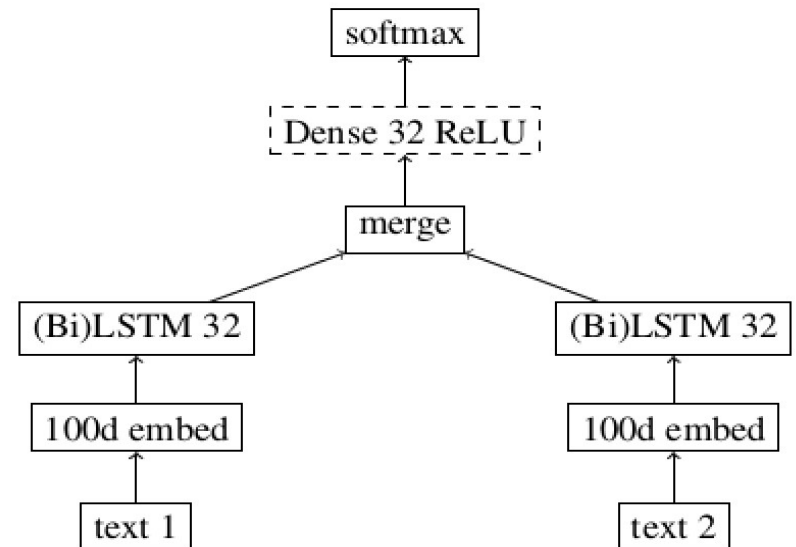 softmax
Dense 32 ReLU
merge
(Bi)LSTM 32
(Bi)LSTM 32
100d embed
100d embed
text 1
text 2